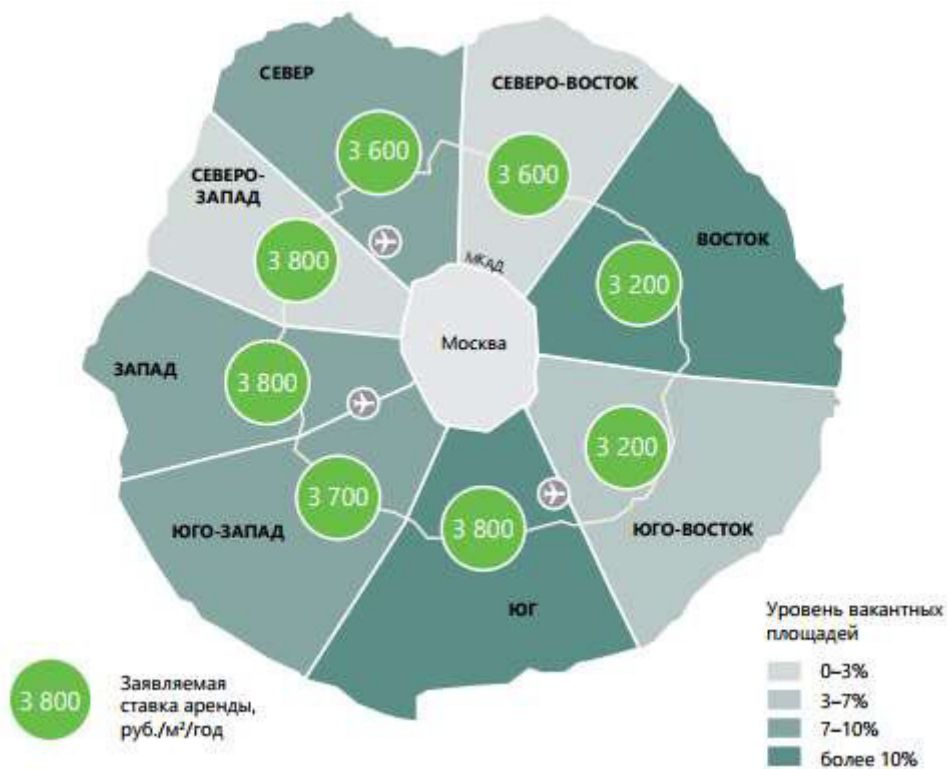 СЕВЕР
СЕВЕРО-ВОСТОК
3 600
3 600
СЕВЕРО-
ЗАПАД
ВОСТОК
3 800
МКАД
3 200
Москва
ЗАПАД
3 800
3 200
3 700
ЮГО-ЗАПАД
3 800
ЮГО-ВОСТОК
ЮГ
Уровень вакантных
площадей
0–3%
3–7%
7–10%
более 10%
3 800
Заявляемая
ставка аренды,
руб./м²/год